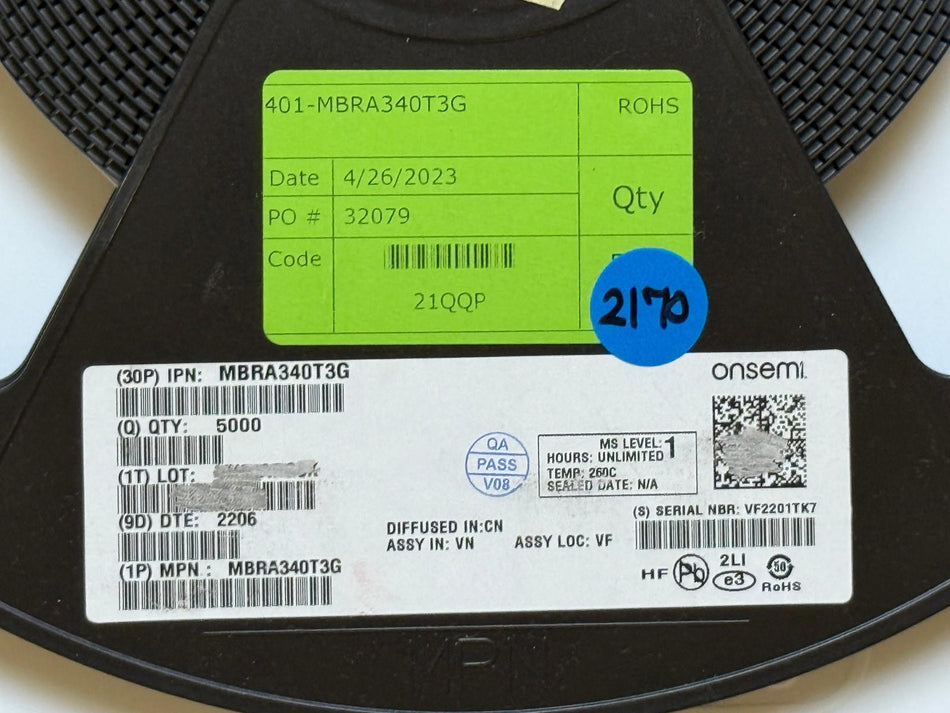 401-MBRA340T3G
ROHS
Date 4/26/2023
Qty
PO # 32079
Code
21QQP
2170
(30P) IPN: MBRA340T3G
onsemi
(Q) QTY: 5000
(1T) LOT:
QA
PASS
V08
MS LEVEL: 1
HOURS: UNLIMITED
TEMP: 260C
SEALED DATE: N/A
(9D) DTE: 2206
(S) SERIAL NBR: VF2201TK7
DIFFUSED IN:CN
ASSY IN: VN ASSY LOC: VF
(1P) MPN : MBRA340T3G
HF Pb 2LI e3 50 RoHS